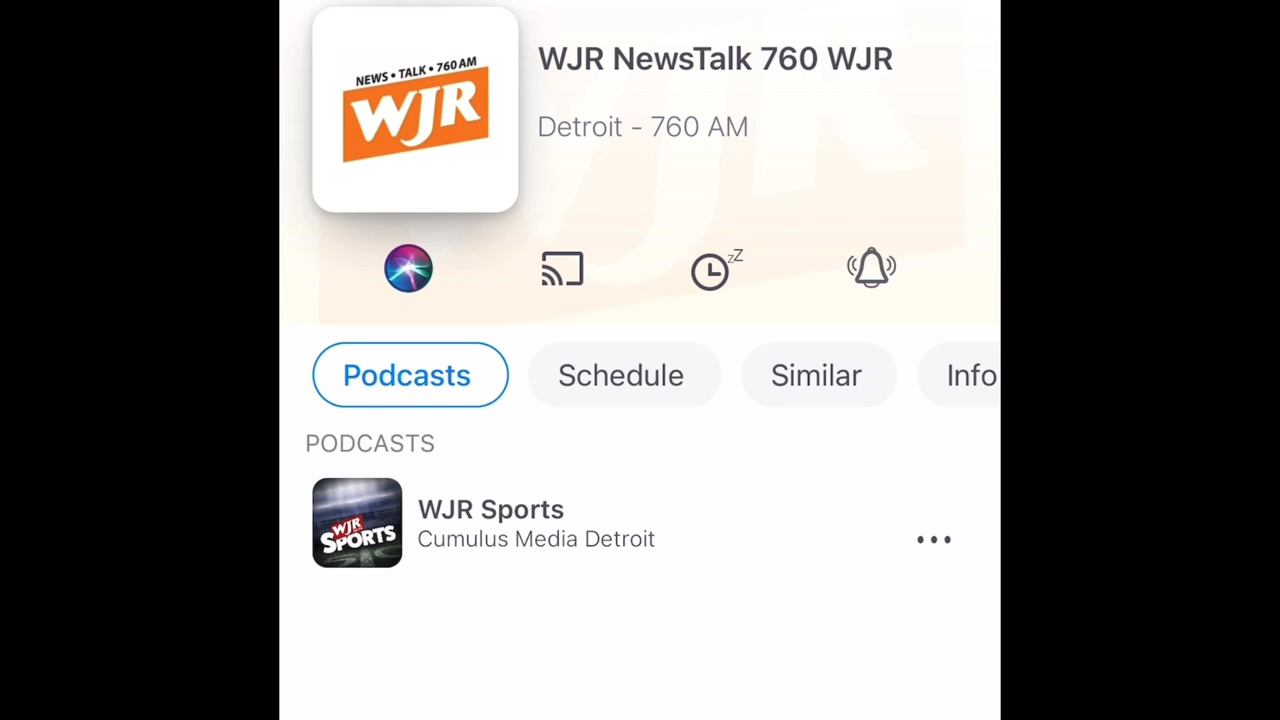 NEWS • TALK • 760 AM
WJR
WJR NewsTalk 760 WJR
Detroit - 760 AM
zZ
Podcasts
Schedule
Similar
Info
PODCASTS
WJR
SPORTS
WJR Sports
Cumulus Media Detroit